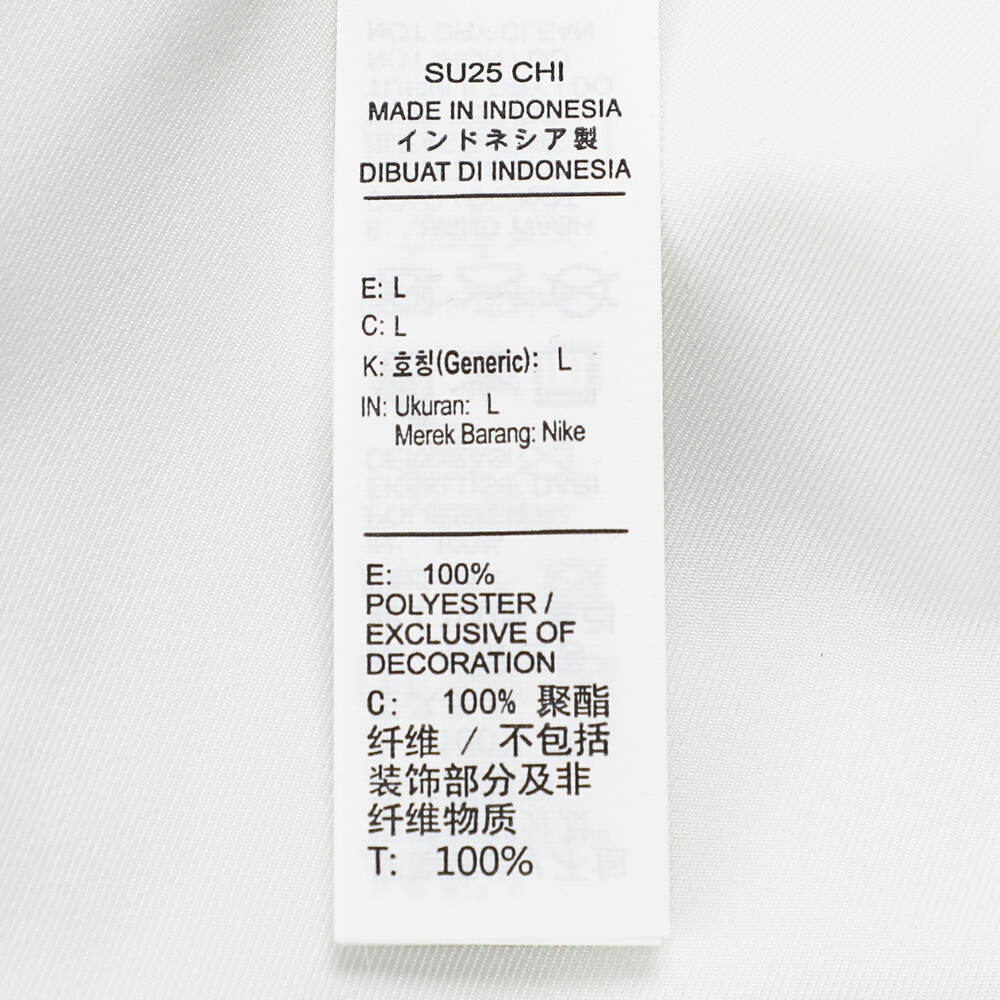 SU25 CHI
MADE IN INDONESIA
インドネシア製
DIBUAT DI INDONESIA
E: L
C: L
K: 호칭(Generic): L
IN: Ukuran: L
Merek Barang: Nike
E: 100%
POLYESTER /
EXCLUSIVE OF
DECORATION
C: 100% 聚酯
纤维 / 不包括
装饰部分及非
纤维物质
T: 100%